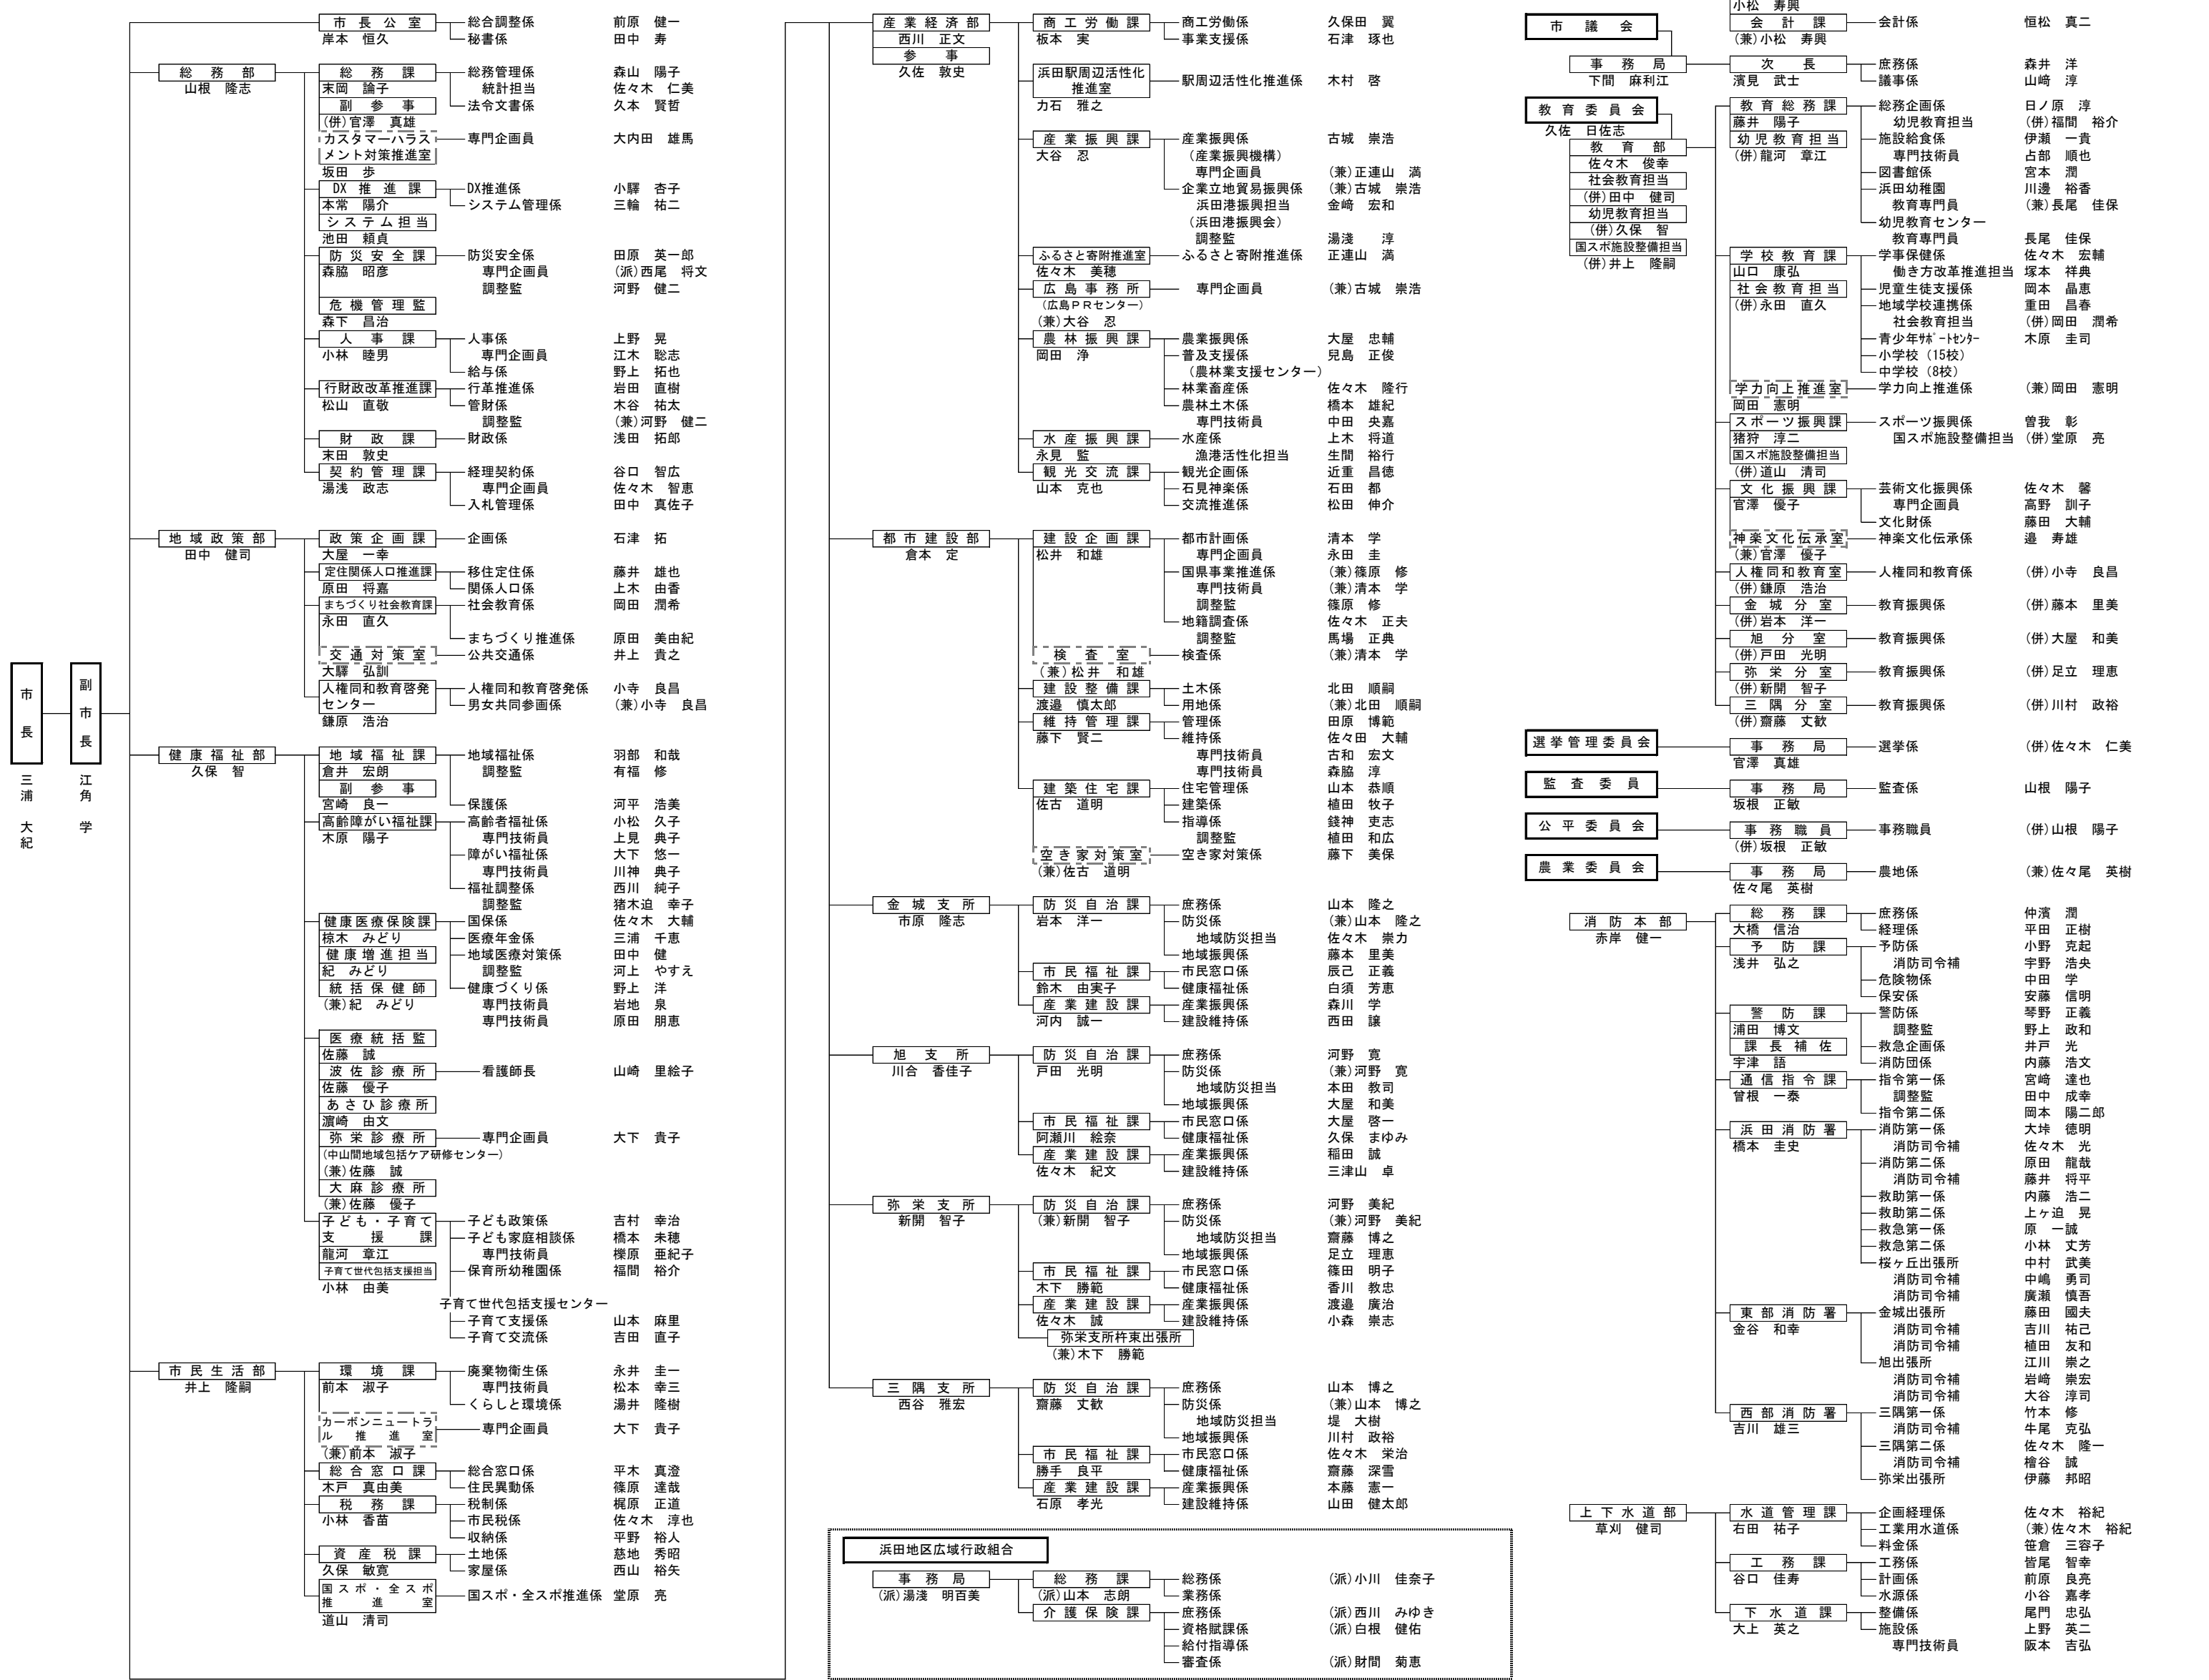 市長
三浦 大紀
副市長
江角 学
市長公室 総合調整係 前原 健一
岸本 恒久 秘書係 田中 寿
総務部 総務課 総務管理係 森山 陽子
山根 隆志 末岡 論子 統計担当 佐々木 仁美
副参事 法令文書係 久本 賢哲
(併)官澤 真雄
カスタマーハラス 専門企画員 大内田 雄馬
メント対策推進室
坂田 歩
DX推進課 DX推進係 小驛 杏子
本常 陽介 システム管理係 三輪 祐二
システム担当
池田 頼貞
防災安全課 防災安全係 田原 英一郎
森脇 昭彦 専門企画員 (派)西尾 将文
調整監 河野 健二
危機管理監
森下 昌治
人事課 人事係 上野 晃
小林 睦男 専門企画員 江木 聡志
給与係 野上 拓也
行財政改革推進課 行革推進係 岩田 直樹
松山 直敬 管財係 木谷 祐太
調整監 (兼)河野 健二
財政課 財政係 浅田 拓郎
末田 敦史
契約管理課 経理契約係 谷口 智広
湯浅 政志 専門企画員 佐々木 智恵
入札管理係 田中 真佐子
地域政策部 政策企画課 企画係 石津 拓
田中 健司 大屋 一幸
定住関係人口推進課 移住定住係 藤井 雄也
原田 将嘉 関係人口係 上木 由香
まちづくり社会教育課 社会教育係 岡田 潤希
永田 直久
まちづくり推進係 原田 美由紀
交通対策室 公共交通係 井上 貴之
大驛 弘訓
人権同和教育啓発 人権同和教育啓発係 小寺 良昌
センター 男女共同参画係 (兼)小寺 良昌
鎌原 浩治
健康福祉部 地域福祉課 地域福祉係 羽部 和哉
久保 智 倉井 宏朗 調整監 有福 修
副参事
宮崎 良一 保護係 河平 浩美
高齢障がい福祉課 高齢者福祉係 小松 久子
木原 陽子 専門技術員 上見 典子
障がい福祉係 大下 悠一
専門技術員 川神 典子
福祉調整係 西川 純子
調整監 猪木迫 幸子
健康医療保険課 国保係 佐々木 大輔
椋木 みどり 医療年金係 三浦 千恵
健康増進担当 地域医療対策係 田中 健
紀 みどり 調整監 河上 やすえ
統括保健師 健康づくり係 野上 洋
(兼)紀 みどり 専門技術員 岩地 泉
専門技術員 原田 朋恵
医療統括監
佐藤 誠
波佐診療所 看護師長 山崎 里絵子
佐藤 優子
あさひ診療所
濵崎 由文
弥栄診療所 専門企画員 大下 貴子
(中山間地域包括ケア研修センター)
(兼)佐藤 誠
大麻診療所
(兼)佐藤 優子
子ども・子育て 子ども政策係 吉村 幸治
支援課 子ども家庭相談係 橋本 未穂
龍河 章江 専門技術員 櫟原 亜紀子
子育て世代包括支援担当 保育所幼稚園係 福間 裕介
小林 由美
子育て世代包括支援センター
子育て支援係 山本 麻里
子育て交流係 吉田 直子
市民生活部 環境課 廃棄物衛生係 永井 圭一
井上 隆嗣 前本 淑子 専門技術員 松本 幸三
くらしと環境係 湯井 隆樹
カーボンニュートラ 専門企画員 大下 貴子
ル推進室
(兼)前本 淑子
総合窓口課 総合窓口係 平木 真澄
木戸 真由美 住民異動係 篠原 達哉
税務課 税制係 梶原 正道
小林 香苗 市民税係 佐々木 淳也
収納係 平野 裕人
資産税課 土地係 慈地 秀昭
久保 敏寛 家屋係 西山 裕矢
国スポ・全スポ 国スポ・全スポ推進係 堂原 亮
推進室
道山 清司
産業経済部 商工労働課 商工労働係 久保田 翼
西川 正文 板本 実 事業支援係 石津 琢也
参事
久佐 敦史
浜田駅周辺活性化 駅周辺活性化推進係 木村 啓
推進室
力石 雅之
産業振興課 産業振興係 古城 崇浩
大谷 忍 (産業振興機構)
専門企画員 (兼)正連山 満
企業立地貿易振興係 (兼)古城 崇浩
浜田港振興担当 金﨑 宏和
(浜田港振興会)
調整監 湯淺 淳
ふるさと寄附推進室 ふるさと寄附推進係 正連山 満
佐々木 美穂
広島事務所 専門企画員 (兼)古城 崇浩
(広島PRセンター)
(兼)大谷 忍
農林振興課 農業振興係 大屋 忠輔
岡田 浄 普及支援係 兒島 正俊
(農林業支援センター)
林業畜産係 佐々木 隆行
農林土木係 橋本 雄紀
専門技術員 中田 央嘉
水産振興課 水産係 上木 将道
永見 監 漁港活性化担当 生間 裕行
観光交流課 観光企画係 近重 昌徳
山本 克也 石見神楽係 石田 都
交流推進係 松田 伸介
都市建設部 建設企画課 都市計画係 清本 学
倉本 定 松井 和雄 専門企画員 永田 圭
国県事業推進係 (兼)篠原 修
専門技術員 (兼)清本 学
調整監 篠原 修
地籍調査係 佐々木 正夫
調整監 馬場 正典
検査室 検査係 (兼)清本 学
(兼)松井 和雄
建設整備課 土木係 北田 順嗣
渡邉 慎太郎 用地係 (兼)北田 順嗣
維持管理課 管理係 田原 博範
藤下 賢二 維持係 佐々田 大輔
専門技術員 古和 宏文
専門技術員 森脇 淳
建築住宅課 住宅管理係 山本 恭順
佐古 道明 建築係 植田 牧子
指導係 錢神 吏志
調整監 植田 和広
空き家対策室 空き家対策係 藤下 美保
(兼)佐古 道明
金城支所 防災自治課 庶務係 山本 隆之
市原 隆志 岩本 洋一 防災係 (兼)山本 隆之
地域防災担当 佐々木 崇力
地域振興係 藤本 里美
市民福祉課 市民窓口係 辰己 正義
鈴木 由実子 健康福祉係 白須 芳恵
産業建設課 産業振興係 森川 学
河内 誠一 建設維持係 西田 譲
旭支所 防災自治課 庶務係 河野 寛
川合 香佳子 戸田 光明 防災係 (兼)河野 寛
地域防災担当 本田 教司
地域振興係 大屋 和美
市民福祉課 市民窓口係 大屋 啓一
阿瀬川 絵奈 健康福祉係 久保 まゆみ
産業建設課 産業振興係 稲田 誠
佐々木 紀文 建設維持係 三津山 卓
弥栄支所 防災自治課 庶務係 河野 美紀
新開 智子 (兼)新開 智子 防災係 (兼)河野 美紀
地域防災担当 齋藤 博之
地域振興係 足立 理恵
市民福祉課 市民窓口係 篠田 明子
木下 勝範 健康福祉係 香川 教忠
産業建設課 産業振興係 渡邉 廣治
佐々木 誠 建設維持係 小森 崇志
弥栄支所杵束出張所
(兼)木下 勝範
三隅支所 防災自治課 庶務係 山本 博之
西谷 雅宏 齋藤 丈歓 防災係 (兼)山本 博之
地域防災担当 堤 大樹
地域振興係 川村 政裕
市民福祉課 市民窓口係 佐々木 栄治
勝手 良平 健康福祉係 齋藤 深雪
産業建設課 産業振興係 本藤 憲一
石原 孝光 建設維持係 山田 健太郎
浜田地区広域行政組合
事務局 総務課 総務係 (派)小川 佳奈子
(派)湯淺 明百美 (派)山本 志朗 業務係
介護保険課 庶務係 (派)西川 みゆき
資格賦課係 (派)白根 健佑
給付指導係
審査係 (派)財間 菊恵
小松 寿興
会計課 会計係 恒松 真二
(兼)小松 寿興
市議会
事務局 次長 庶務係 森井 洋
下間 麻利江 濱見 武士 議事係 山﨑 淳
教育委員会 教育総務課 総務企画係 日ノ原 淳
久佐 日佐志 藤井 陽子 幼児教育担当 (併)福間 裕介
教育部 幼児教育担当 施設給食係 伊瀬 一貴
佐々木 俊幸 (併)龍河 章江 専門技術員 占部 順也
社会教育担当 図書館係 宮本 潤
(併)田中 健司 浜田幼稚園 川邊 裕香
幼児教育担当 教育専門員 (兼)長尾 佳保
(併)久保 智 幼児教育センター
国スポ施設整備担当 教育専門員 長尾 佳保
(併)井上 隆嗣
学校教育課 学事保健係 佐々木 宏輔
山口 康弘 働き方改革推進担当 塚本 祥典
社会教育担当 児童生徒支援係 岡本 晶恵
(併)永田 直久 地域学校連携係 重田 昌春
社会教育担当 (併)岡田 潤希
青少年ｻﾎﾟｰﾄｾﾝﾀｰ 木原 圭司
小学校（15校）
中学校（8校）
学力向上推進室 学力向上推進係 (兼)岡田 憲明
岡田 憲明
スポーツ振興課 スポーツ振興係 曽我 彰
猪狩 淳二 国スポ施設整備担当 (併)堂原 亮
国スポ施設整備担当
(併)道山 清司
文化振興課 芸術文化振興係 佐々木 馨
官澤 優子 専門企画員 高野 訓子
文化財係 藤田 大輔
神楽文化伝承室 神楽文化伝承係 邉 寿雄
(兼)官澤 優子
人権同和教育室 人権同和教育係 (併)小寺 良昌
(併)鎌原 浩治
金城分室 教育振興係 (併)藤本 里美
(併)岩本 洋一
旭分室 教育振興係 (併)大屋 和美
(併)戸田 光明
弥栄分室 教育振興係 (併)足立 理恵
(併)新開 智子
三隅分室 教育振興係 (併)川村 政裕
(併)齋藤 丈歓
選挙管理委員会 事務局 選挙係 (併)佐々木 仁美
官澤 真雄
監査委員 事務局 監査係 山根 陽子
坂根 正敏
公平委員会 事務職員 事務職員 (併)山根 陽子
(併)坂根 正敏
農業委員会 事務局 農地係 (兼)佐々尾 英樹
佐々尾 英樹
消防本部 総務課 庶務係 仲濱 潤
赤岸 健一 大橋 信治 経理係 平田 正樹
予防課 予防係 小野 克起
浅井 弘之 消防司令補 宇野 浩央
危険物係 中田 学
保安係 安藤 信明
警防課 警防係 琴野 正義
浦田 博文 調整監 野上 政和
課長補佐 救急企画係 井戸 光
宇津 語 消防団係 内藤 浩文
通信指令課 指令第一係 宮﨑 達也
曽根 一泰 調整監 田中 成幸
指令第二係 岡本 陽二郎
浜田消防署 消防第一係 大垰 徳明
橋本 圭史 消防司令補 佐々木 光
消防第二係 原田 龍哉
消防司令補 藤井 将平
救助第一係 内藤 浩二
救助第二係 上ヶ迫 晃
救急第一係 原 一誠
救急第二係 小林 丈芳
桜ヶ丘出張所 中村 武美
消防司令補 中嶋 勇司
消防司令補 廣瀬 慎吾
東部消防署 金城出張所 藤田 國夫
金谷 和幸 消防司令補 吉川 祐己
消防司令補 植田 友和
旭出張所 江川 崇之
消防司令補 岩﨑 崇宏
消防司令補 大谷 淳司
西部消防署 三隅第一係 竹本 修
吉川 雄三 消防司令補 牛尾 克弘
三隅第二係 佐々木 隆一
消防司令補 檜谷 誠
弥栄出張所 伊藤 邦昭
上下水道部 水道管理課 企画経理係 佐々木 裕紀
草刈 健司 右田 祐子 工業用水道係 (兼)佐々木 裕紀
料金係 笹倉 三容子
工務課 工務係 皆尾 智幸
谷口 佳寿 計画係 前原 良亮
水源係 小谷 嘉孝
下水道課 整備係 尾門 忠弘
大上 英之 施設係 上野 英二
専門技術員 阪本 吉弘